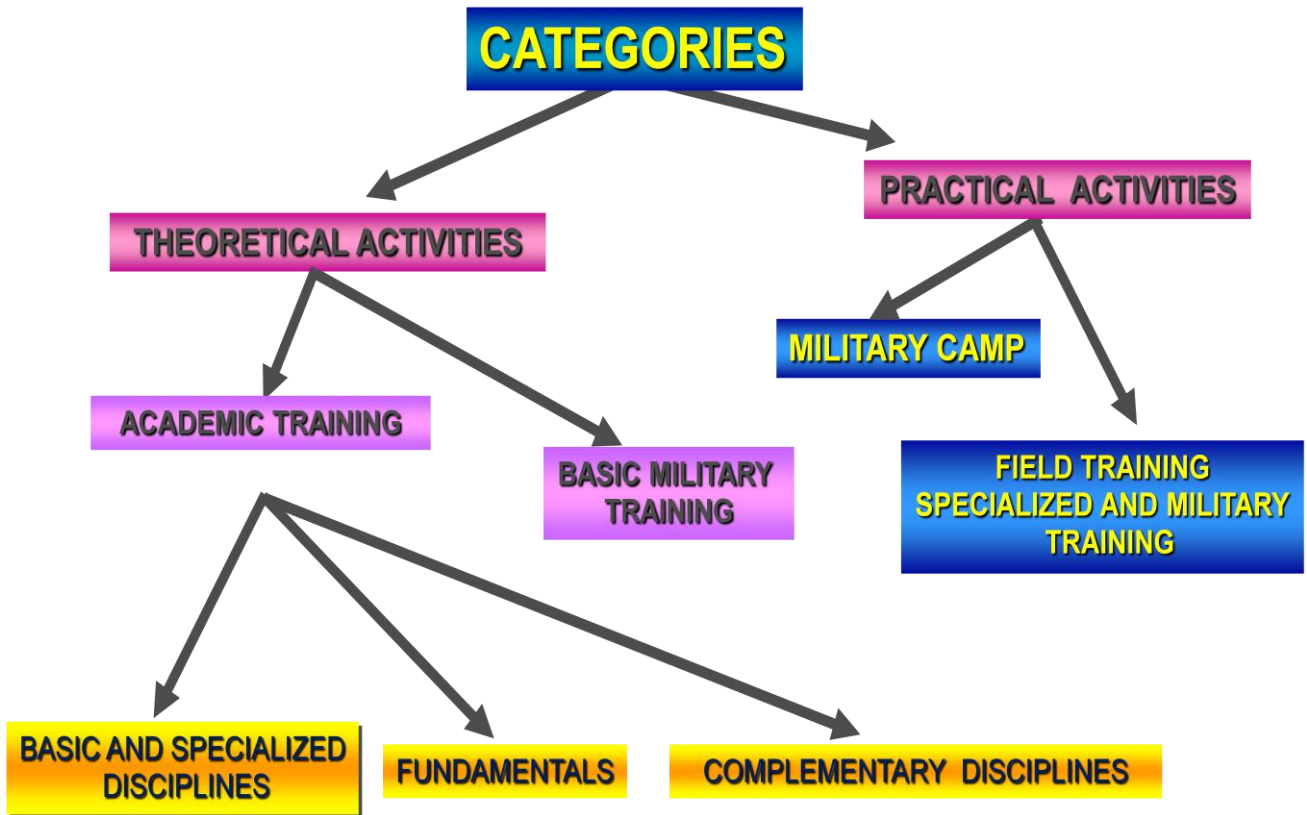 CATEGORIES
PRACTICAL ACTIVITIES
THEORETICAL ACTIVITIES
MILITARY CAMP
ACADEMIC TRAINING
BASIC MILITARY
TRAINING
FIELD TRAINING
SPECIALIZED AND MILITARY
TRAINING
BASIC AND SPECIALIZED
DISCIPLINES
FUNDAMENTALS
COMPLEMENTARY DISCIPLINES